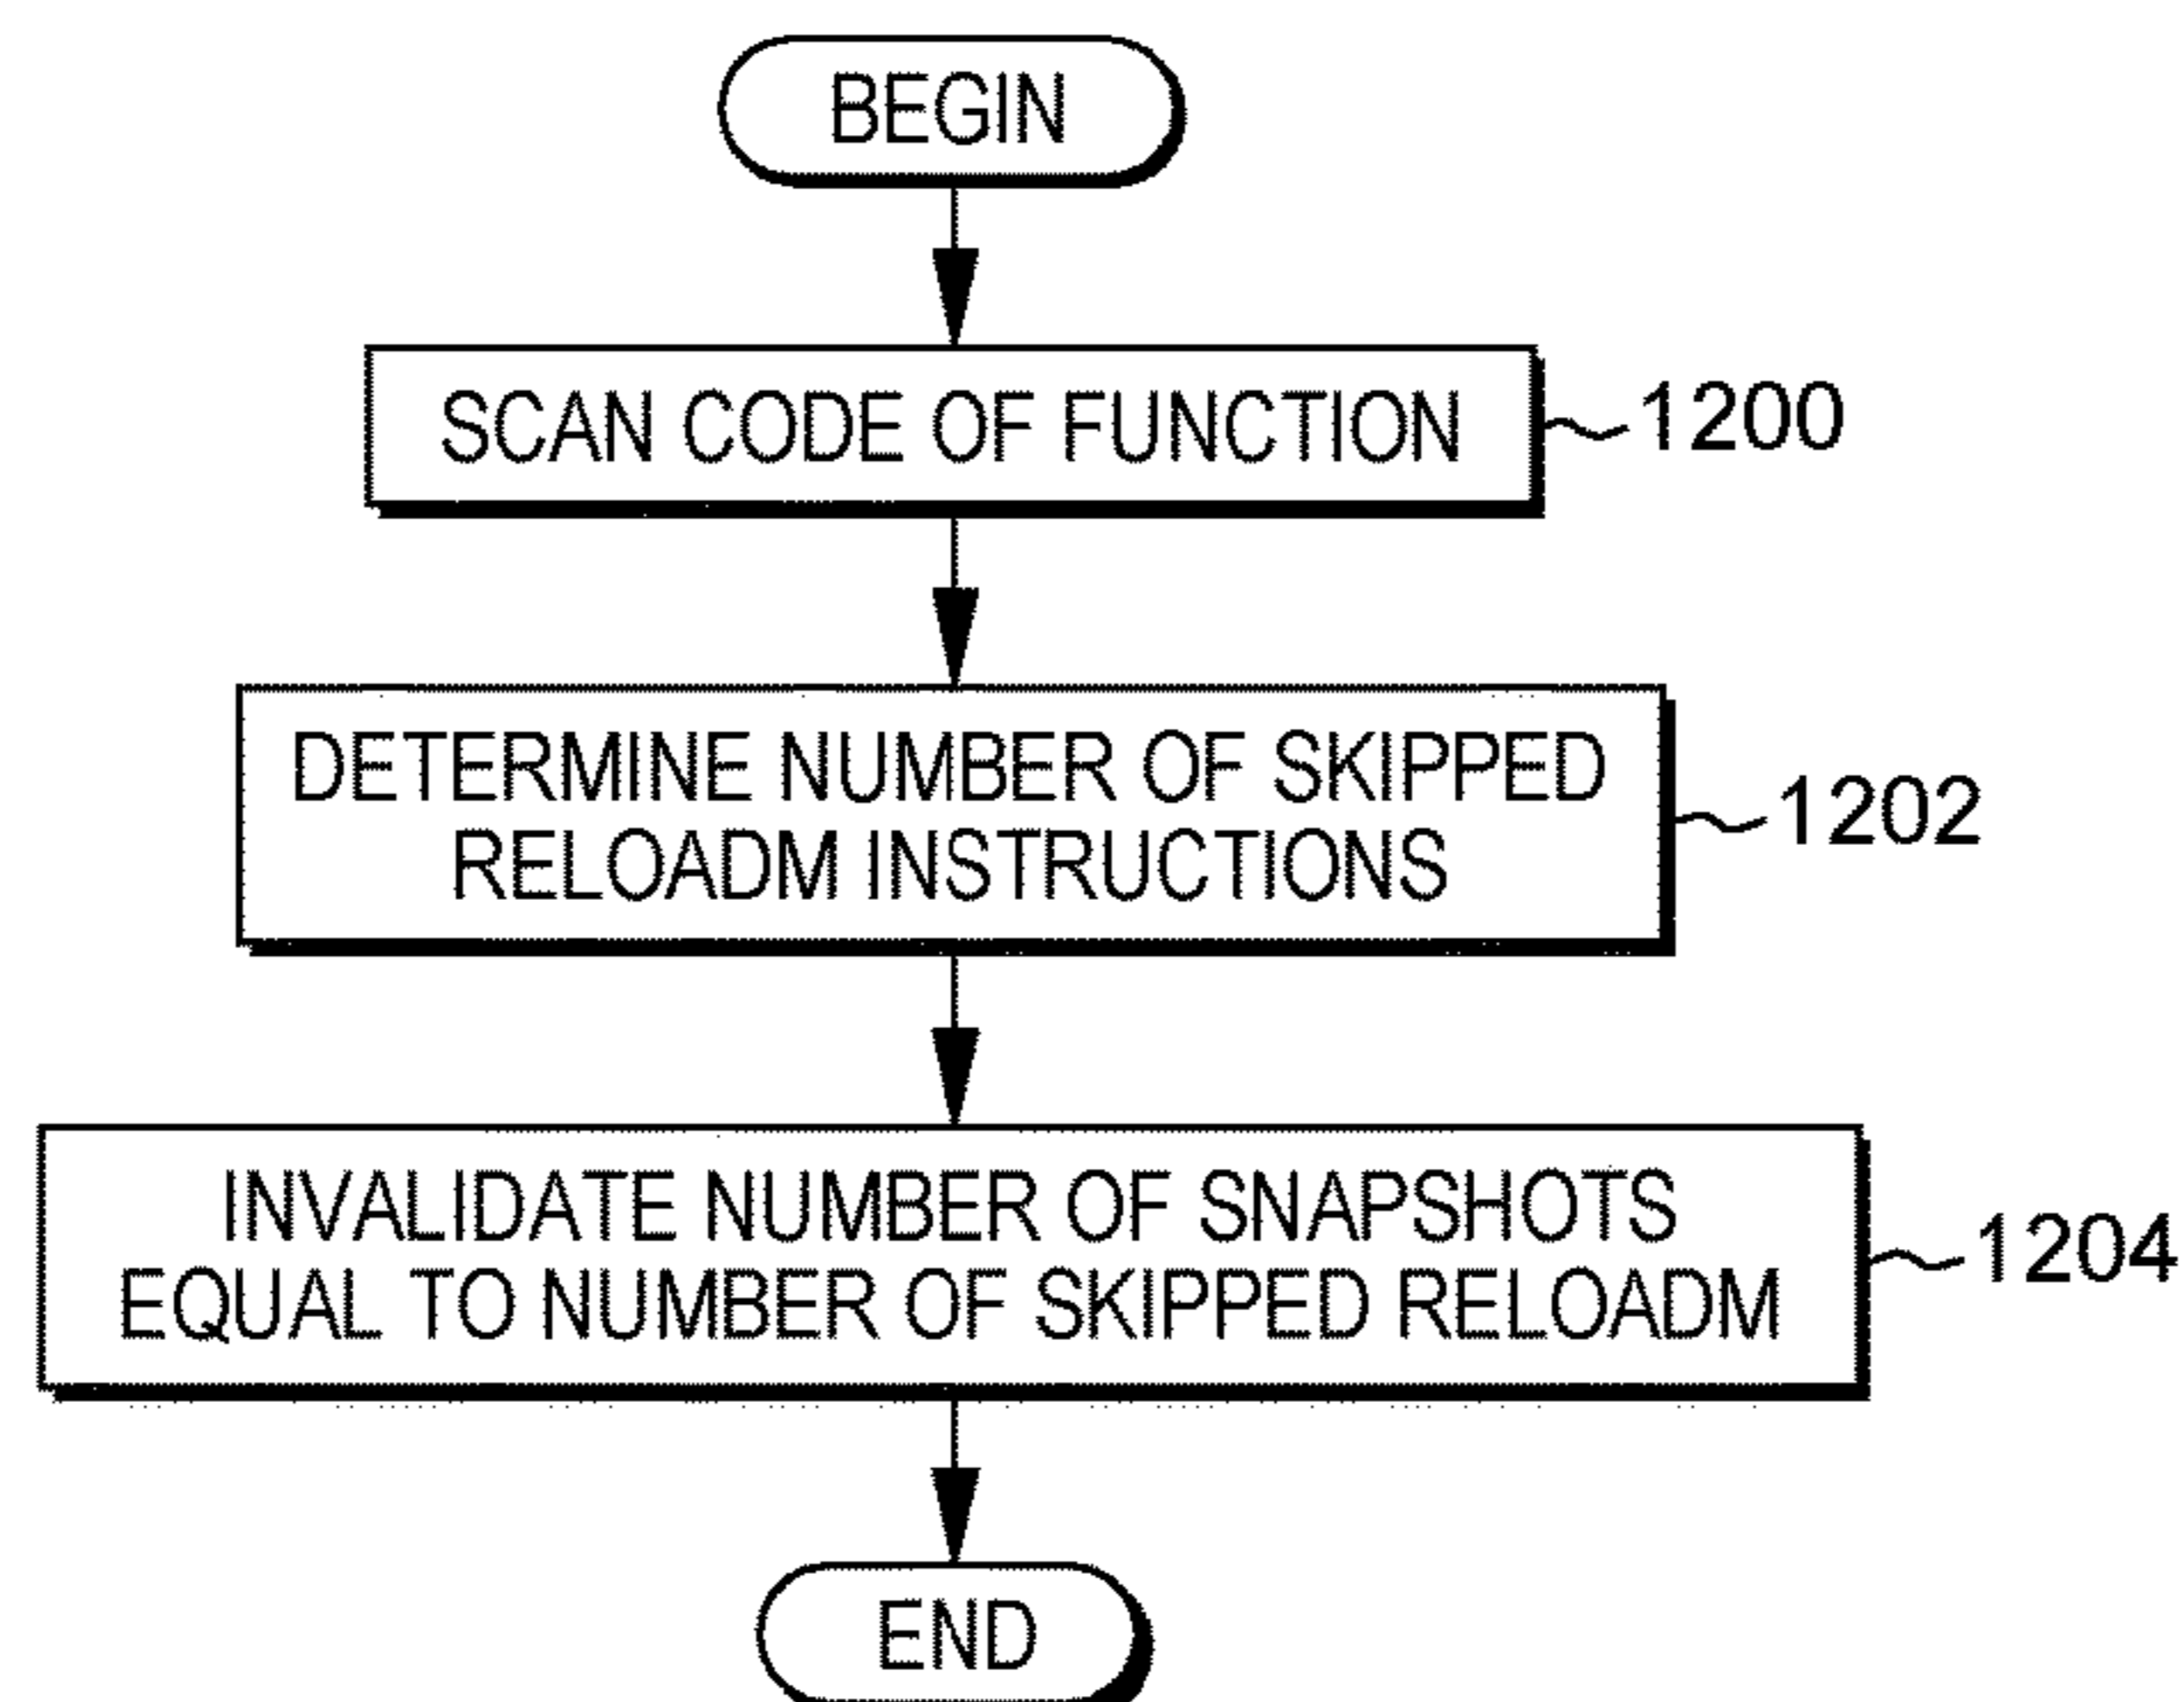 BEGIN
SCAN CODE OF FUNCTION
1200
DETERMINE NUMBER OF SKIPPED
RELOADM INSTRUCTIONS
1202
INVALIDATE NUMBER OF SNAPSHOTS
EQUAL TO NUMBER OF SKIPPED RELOADM
1204
END